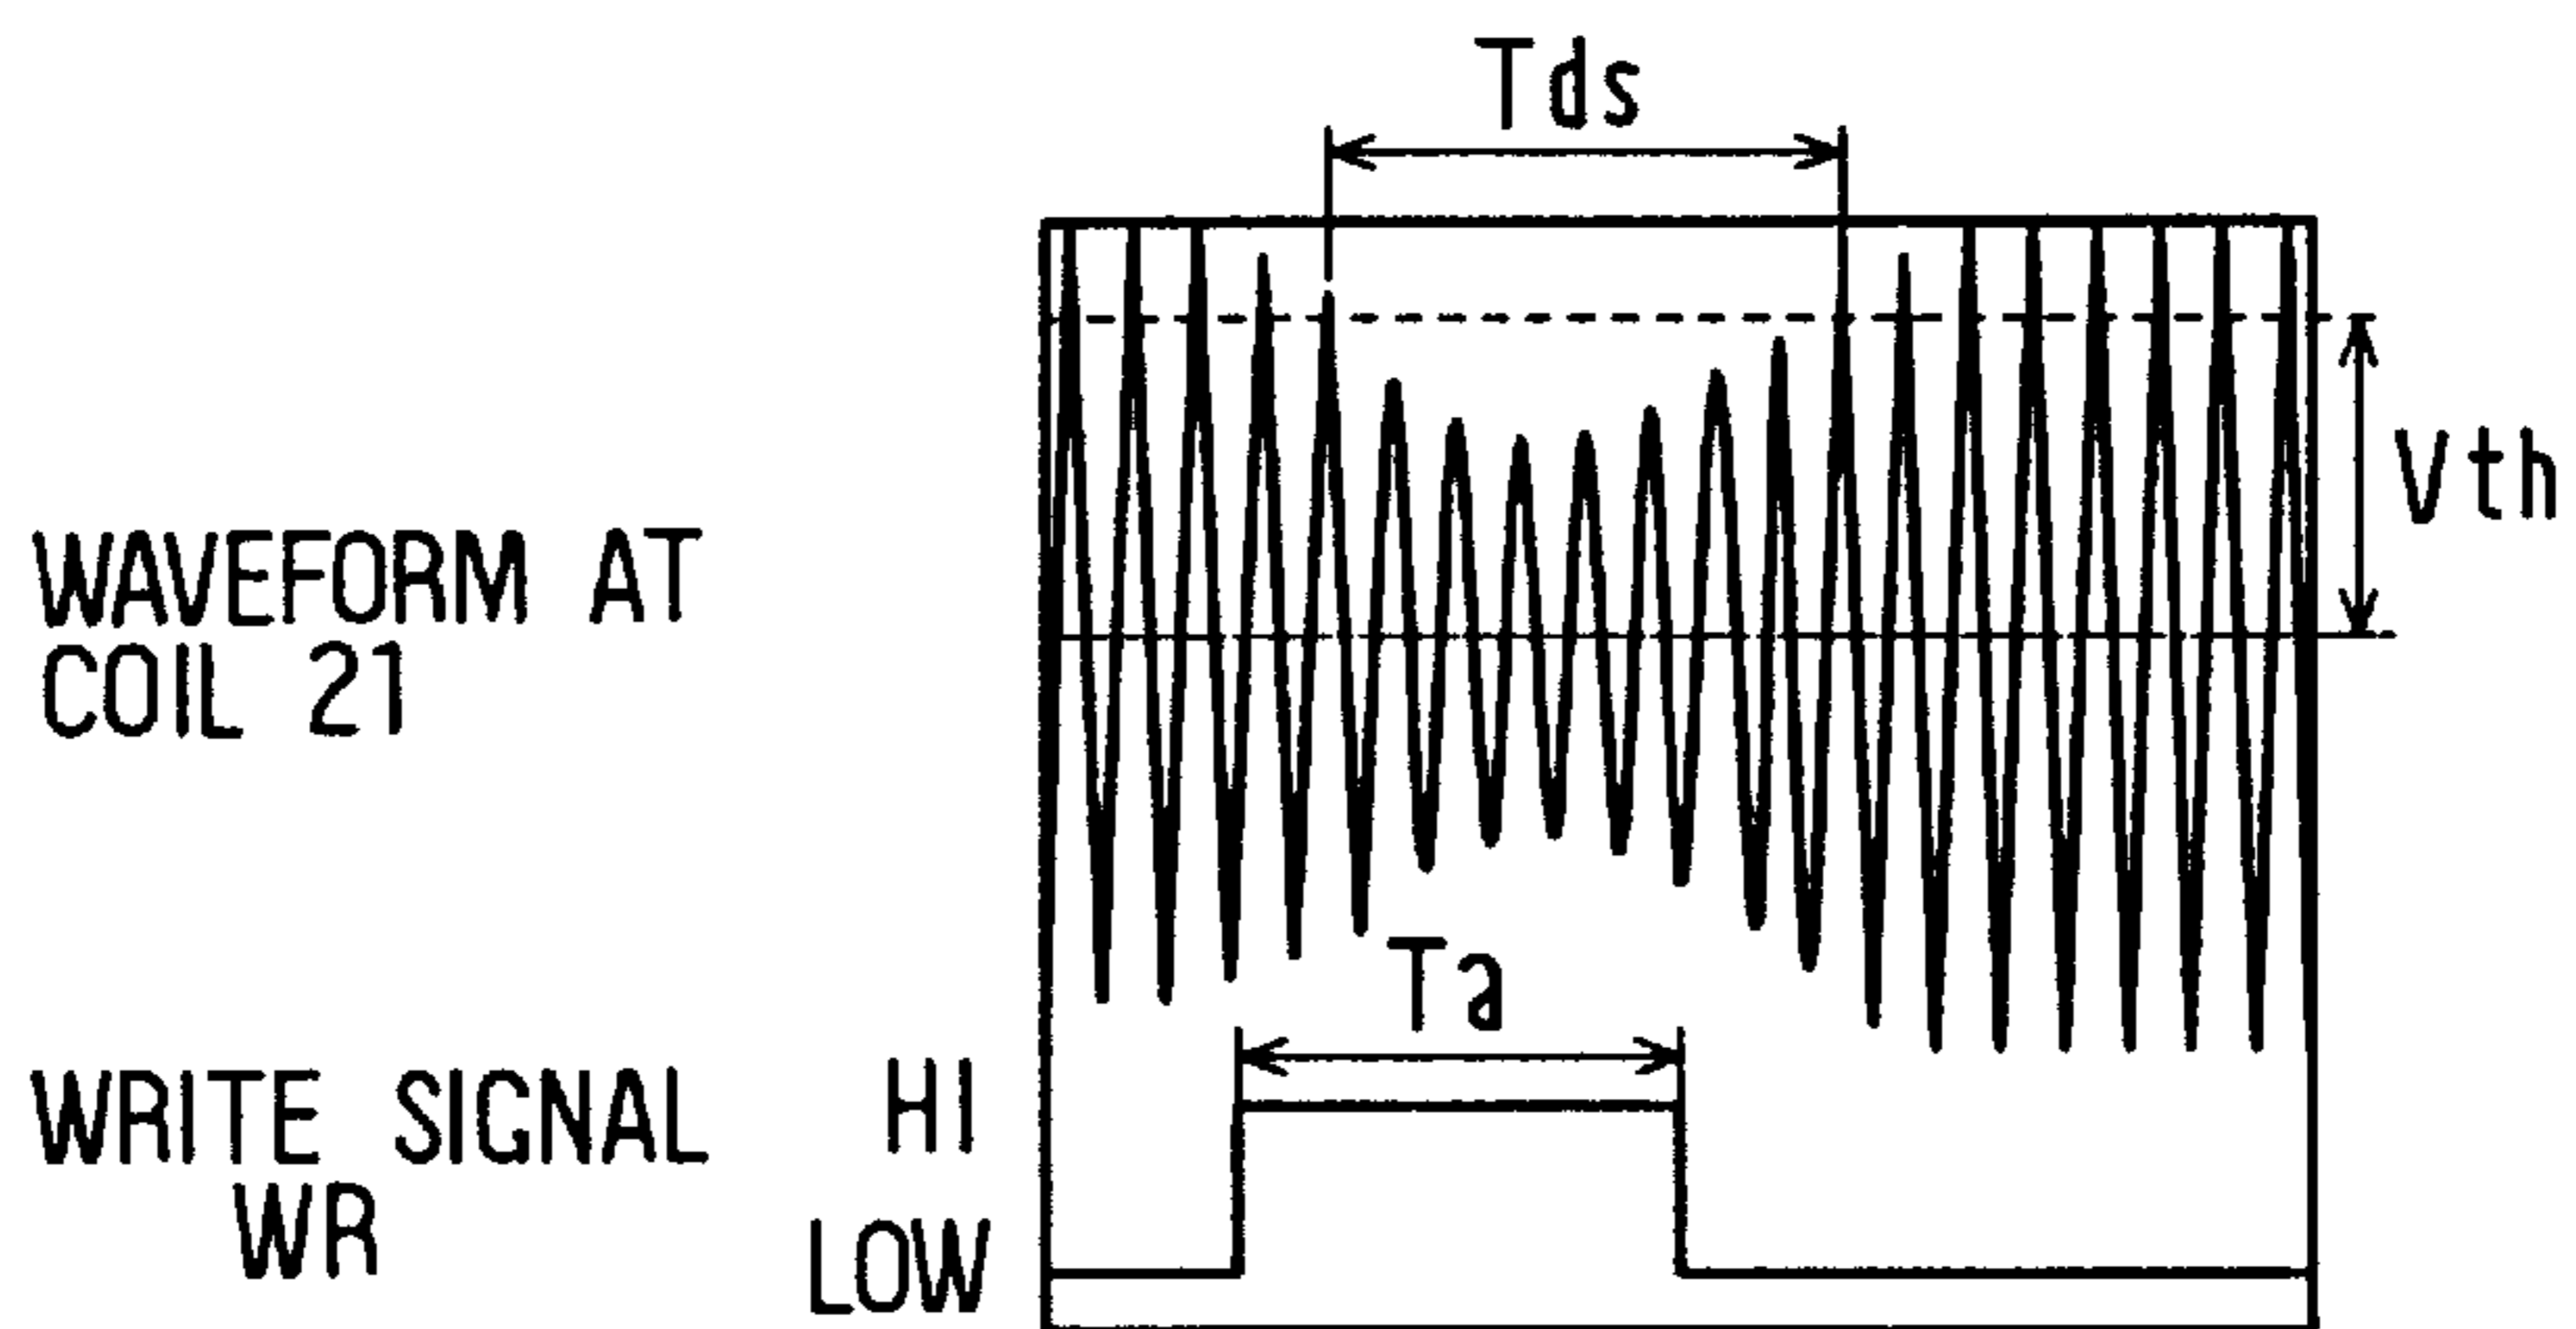 Tds
Vth
WAVEFORM AT
COIL 21
Ta
WRITE SIGNAL HI
WR LOW